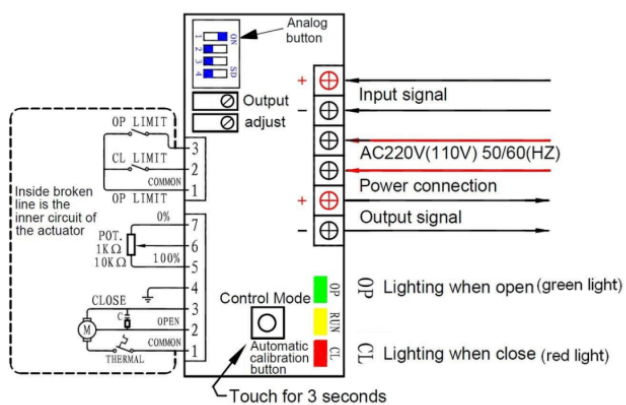 Analog
button
ON
1
2
3
4
SD
Output
adjust
+
Input signal
−
AC220V(110V) 50/60(HZ)
Power connection
+
Output signal
−
OP LIMIT
3
CL LIMIT
2
COMMON
1
OP LIMIT
Inside broken
line is the
inner circuit of
the actuator
0%
7
POT.
1KΩ
6
10KΩ
100%
5
4
CLOSE
3
C
OPEN
M
2
COMMON
1
THERMAL
Control Mode
Automatic
calibration
button
OP
RUN
CL
OP Lighting when open (green light)
CL Lighting when close (red light)
Touch for 3 seconds